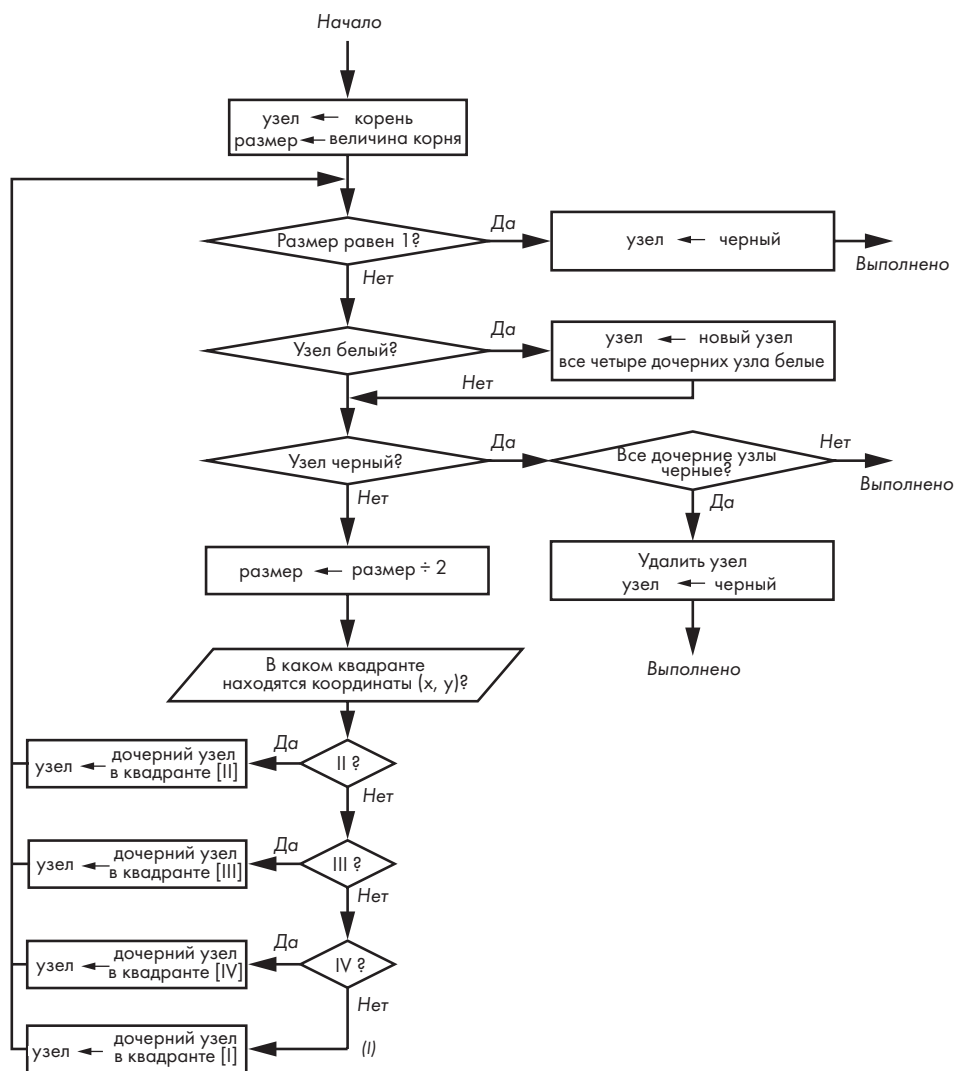 Начало
узел ← корень
размер ← величина корня
Размер равен 1?
Да
узел ← черный
Выполнено
Нет
Узел белый?
Да
узел ← новый узел
все четыре дочерних узла белые
Нет
Узел черный?
Да
Все дочерние узлы
черные?
Нет
Выполнено
Нет
Да
размер ← размер ÷ 2
Удалить узел
узел ← черный
Выполнено
В каком квадранте
находятся координаты (x, y)?
II ?
Да
узел ← дочерний узел
в квадранте [II]
Нет
III ?
Да
узел ← дочерний узел
в квадранте [III]
Нет
IV ?
Да
узел ← дочерний узел
в квадранте [IV]
Нет
(I)
узел ← дочерний узел
в квадранте [I]